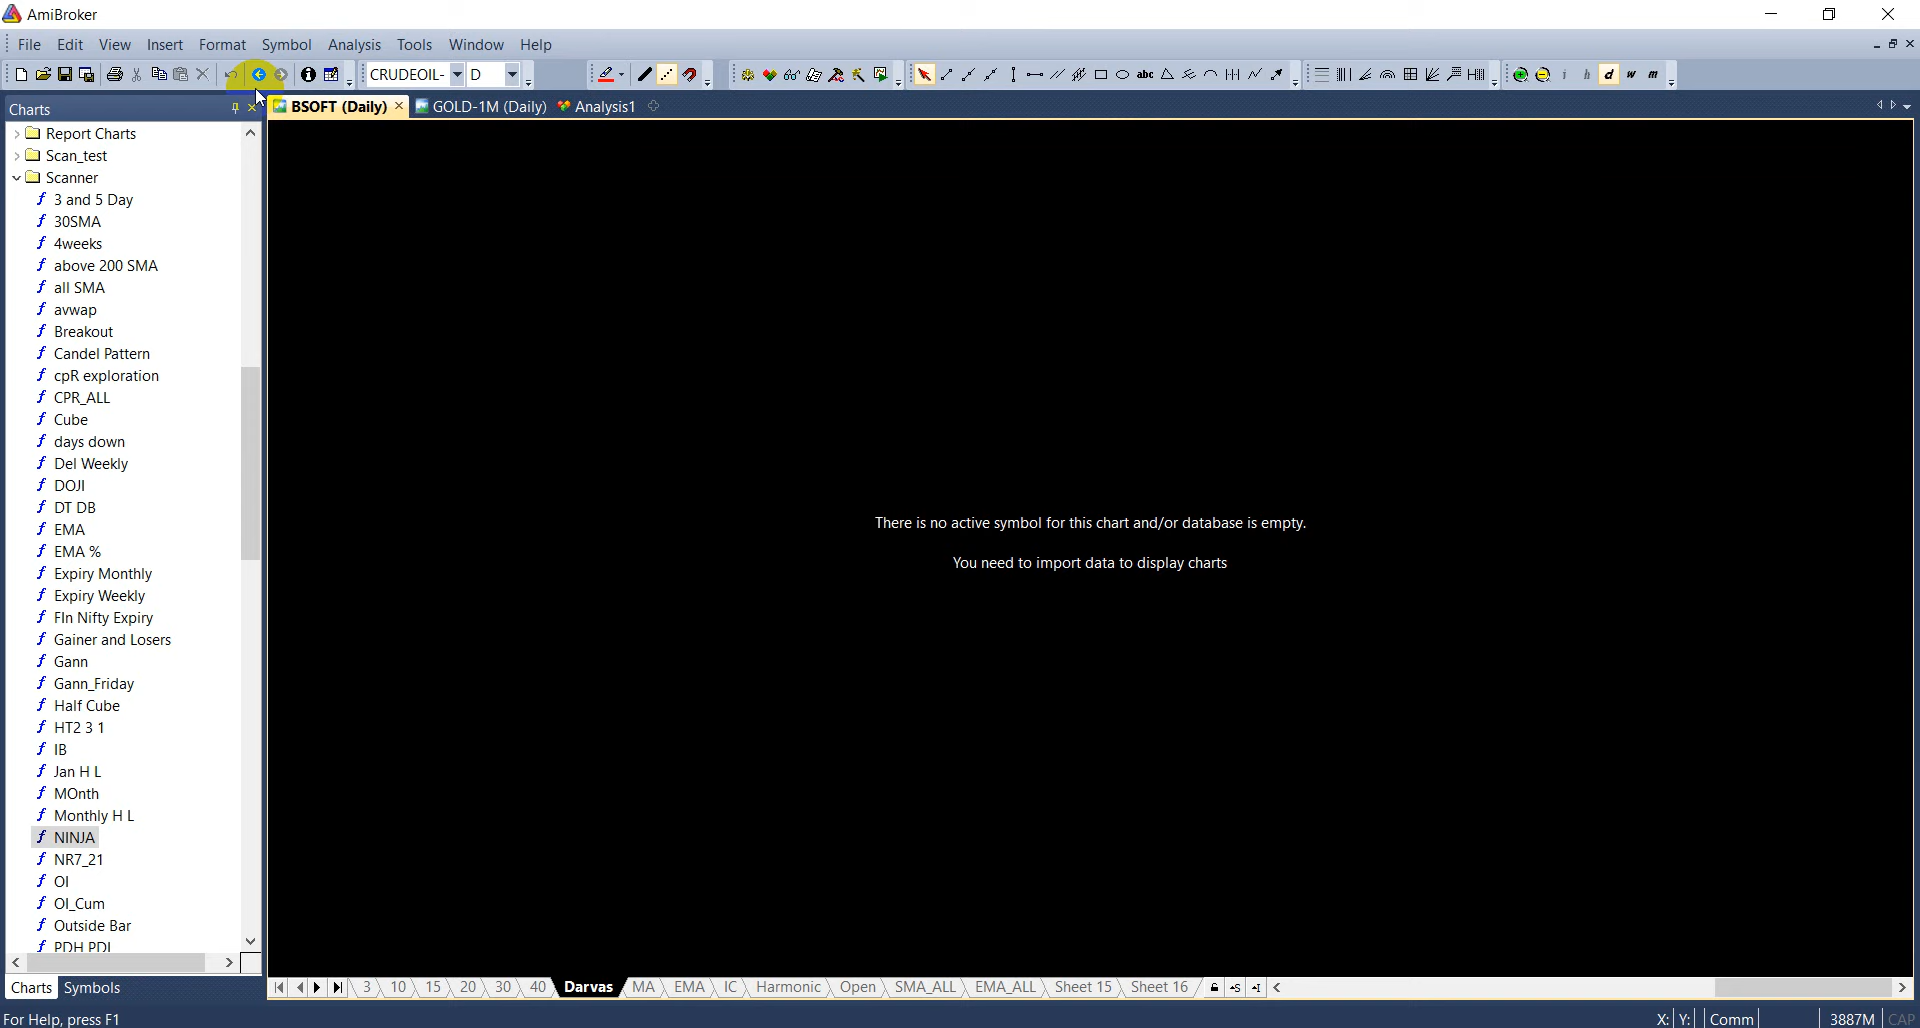 AmiBroker
File Edit View Insert Format Symbol Analysis Tools Window Help
CRUDEOIL- D abc i h d w m
Charts
BSOFT (Daily) GOLD-1M (Daily) Analysis1
Report Charts
Scan_test
Scanner
3 and 5 Day
30SMA
4weeks
above 200 SMA
all SMA
avwap
Breakout
Candel Pattern
cpR exploration
CPR_ALL
Cube
days down
Del Weekly
DOJI
DT DB
EMA
EMA %
Expiry Monthly
Expiry Weekly
FIn Nifty Expiry
Gainer and Losers
Gann
Gann_Friday
Half Cube
HT2 3 1
IB
Jan H L
MOnth
Monthly H L
NINJA
NR7_21
OI
OI_Cum
Outside Bar
PDH PDL
There is no active symbol for this chart and/or database is empty.
You need to import data to display charts
3 10 15 20 30 40 Darvas MA EMA IC Harmonic Open SMA_ALL EMA_ALL Sheet 15 Sheet 16
Charts Symbols
For Help, press F1
X: Y: Comm 3887M CAP